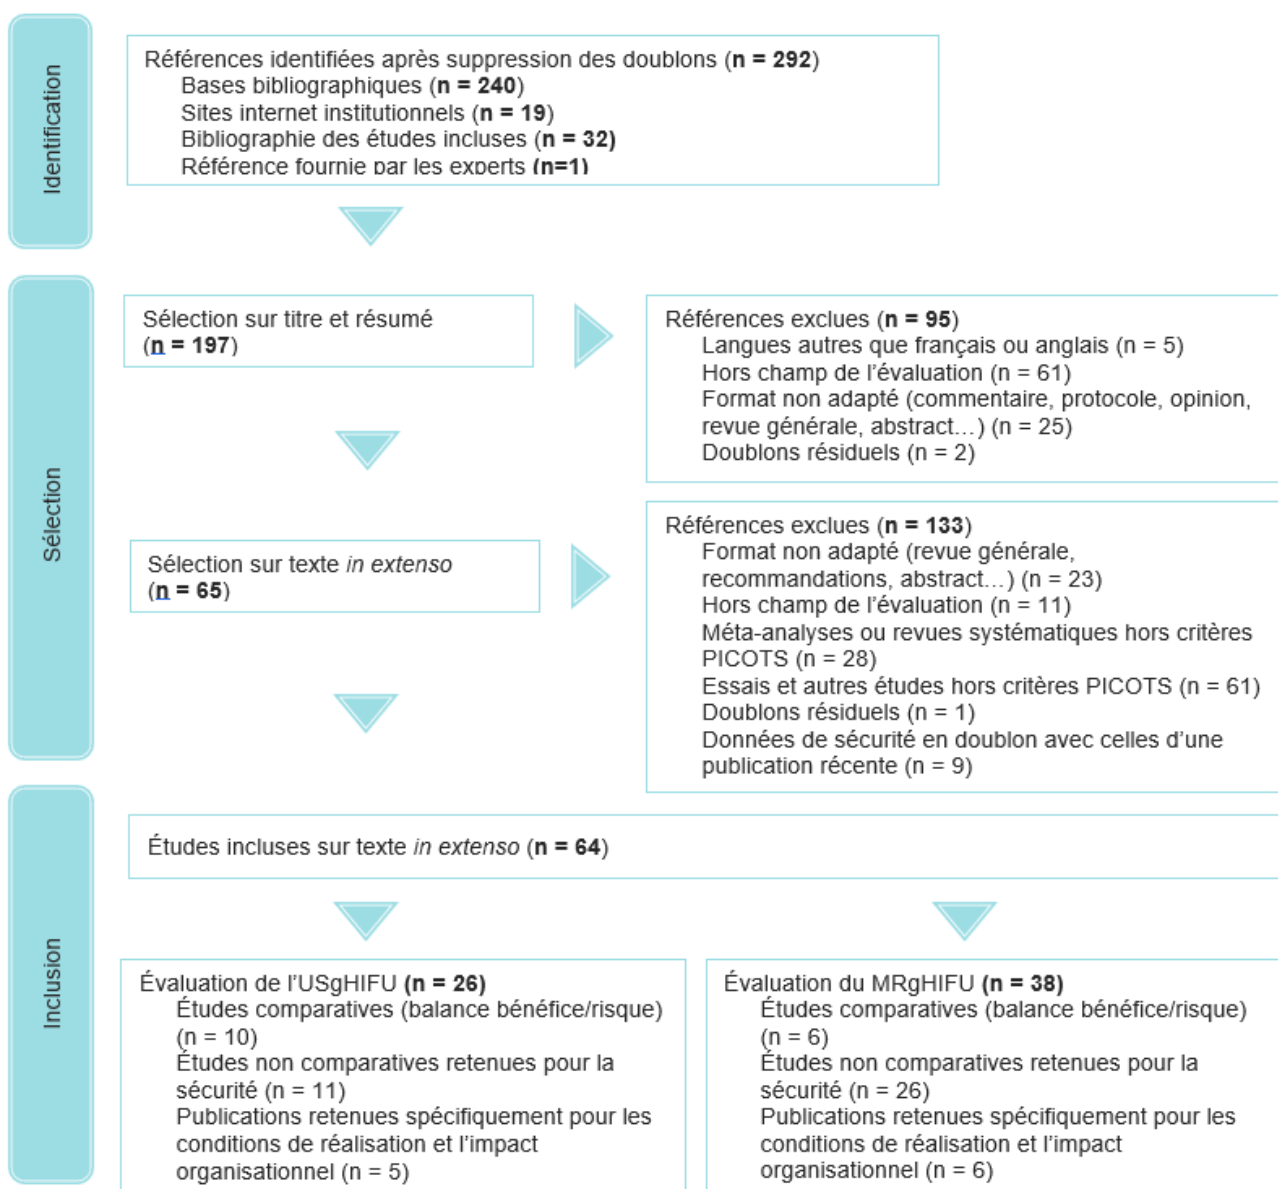 Identification
Références identifiées après suppression des doublons (n = 292)
Bases bibliographiques (n = 240)
Sites internet institutionnels (n = 19)
Bibliographie des études incluses (n = 32)
Référence fournie par les experts (n=1)
Sélection
Sélection sur titre et résumé
(n = 197)
Références exclues (n = 95)
Langues autres que français ou anglais (n = 5)
Hors champ de l’évaluation (n = 61)
Format non adapté (commentaire, protocole, opinion,
revue générale, abstract…) (n = 25)
Doublons résiduels (n = 2)
Sélection sur texte in extenso
(n = 65)
Références exclues (n = 133)
Format non adapté (revue générale,
recommandations, abstract…) (n = 23)
Hors champ de l’évaluation (n = 11)
Méta-analyses ou revues systématiques hors critères
PICOTS (n = 28)
Essais et autres études hors critères PICOTS (n = 61)
Doublons résiduels (n = 1)
Données de sécurité en doublon avec celles d’une
publication récente (n = 9)
Inclusion
Études incluses sur texte in extenso (n = 64)
Évaluation de l’USgHIFU (n = 26)
Études comparatives (balance bénéfice/risque)
(n = 10)
Études non comparatives retenues pour la
sécurité (n = 11)
Publications retenues spécifiquement pour les
conditions de réalisation et l’impact
organisationnel (n = 5)
Évaluation du MRgHIFU (n = 38)
Études comparatives (balance bénéfice/risque)
(n = 6)
Études non comparatives retenues pour la
sécurité (n = 26)
Publications retenues spécifiquement pour les
conditions de réalisation et l’impact
organisationnel (n = 6)